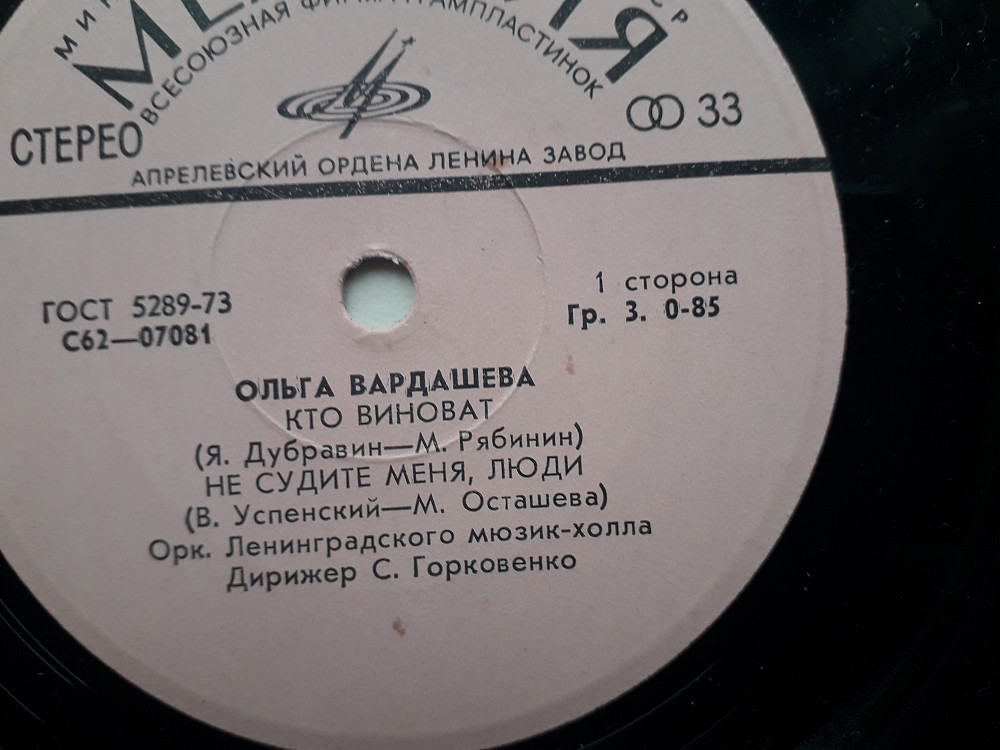 ВСЕСОЮЗНАЯ ФИРМА ГРАМПЛАСТИНОК
СТЕРЕО
33
АПРЕЛЕВСКИЙ ОРДЕНА ЛЕНИНА ЗАВОД
ГОСТ 5289-73
С62—07081
1 сторона
Гр. 3. 0-85
ОЛЬГА ВАРДАШЕВА
КТО ВИНОВАТ
(Я. Дубравин—М. Рябинин)
НЕ СУДИТЕ МЕНЯ, ЛЮДИ
(В. Успенский—М. Осташева)
Орк. Ленинградского мюзик-холла
Дирижер С. Горковенко